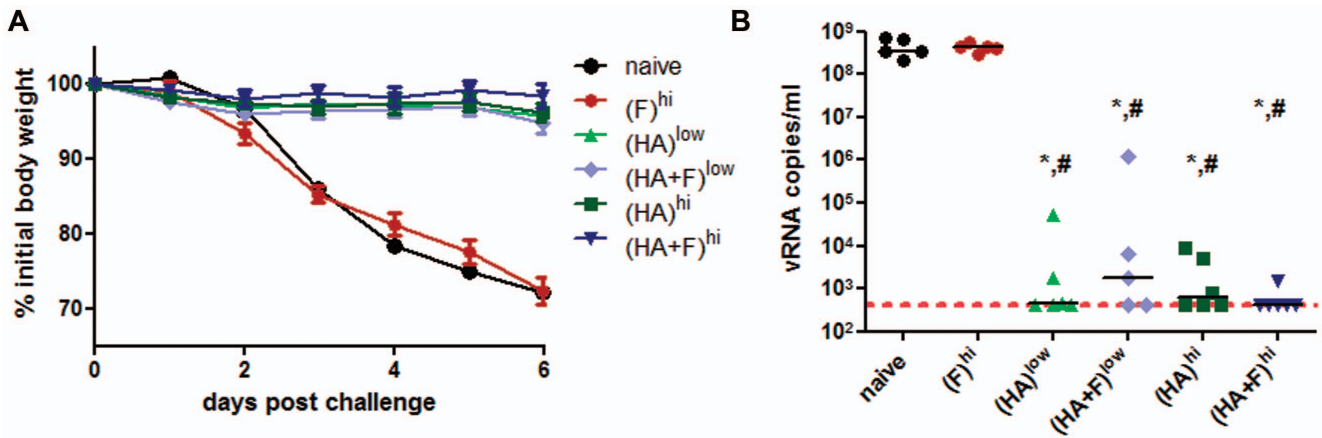 A
% initial body weight
100
90
80
70
0
2
4
6
days post challenge
naive
(F)hi
(HA)low
(HA+F)low
(HA)hi
(HA+F)hi
B
vRNA copies/ml
10⁹
10⁸
10⁷
10⁶
10⁵
10⁴
10³
10²
*,#
*,#
*,#
*,#
naive
(F)hi
(HA)low
(HA+F)low
(HA)hi
(HA+F)hi